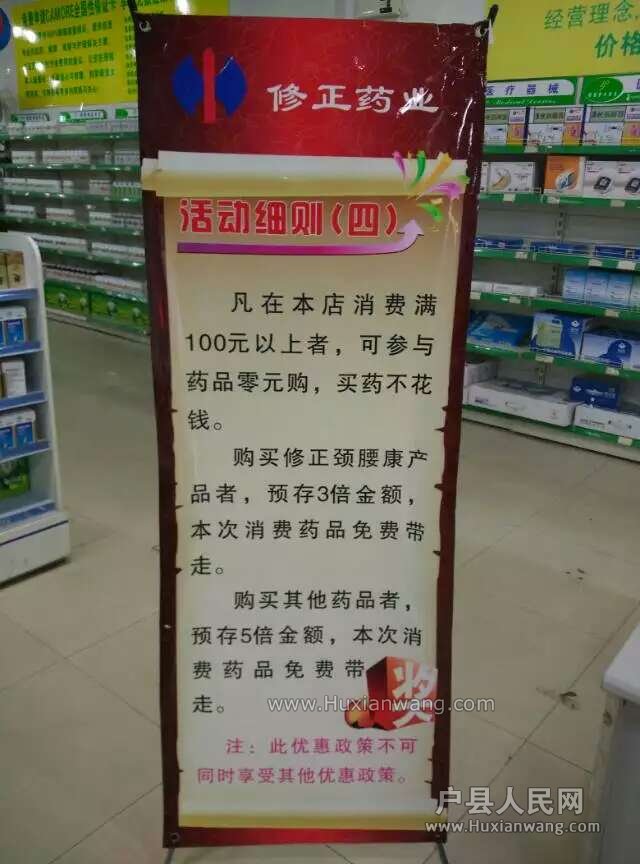 经营理念
价格
医疗器械
修正药业
活动细则(四)
凡在本店消费满
100元以上者，可参与
药品零元购，买药不花
钱。
购买修正颈腰康产
品者，预存3倍金额，
本次消费药品免费带
走。
购买其他药品者，
预存5倍金额，本次消
费药品免费带
走。
奖
www.Huxianwang.com
注：此优惠政策不可
同时享受其他优惠政策。
户县人民网
www.Huxianwang.com